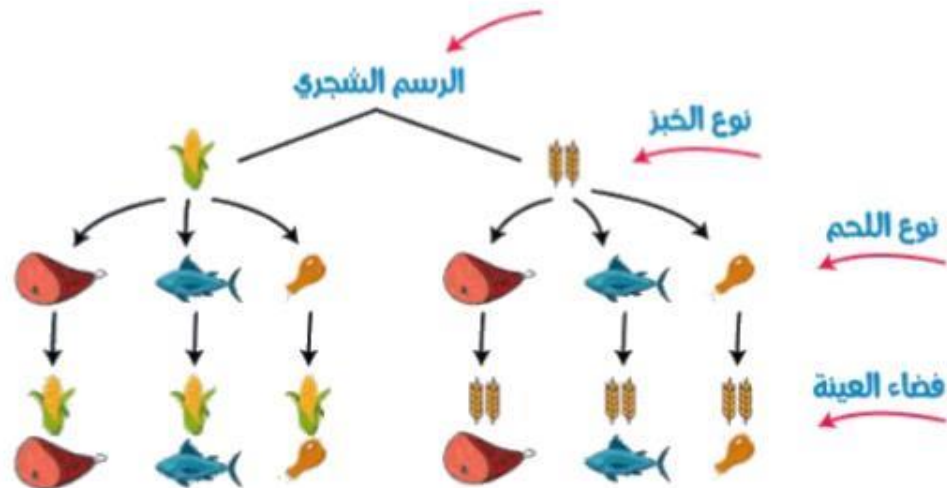 الرسم الشجري
نوع الخبز
نوع اللحم
فضاء العينة